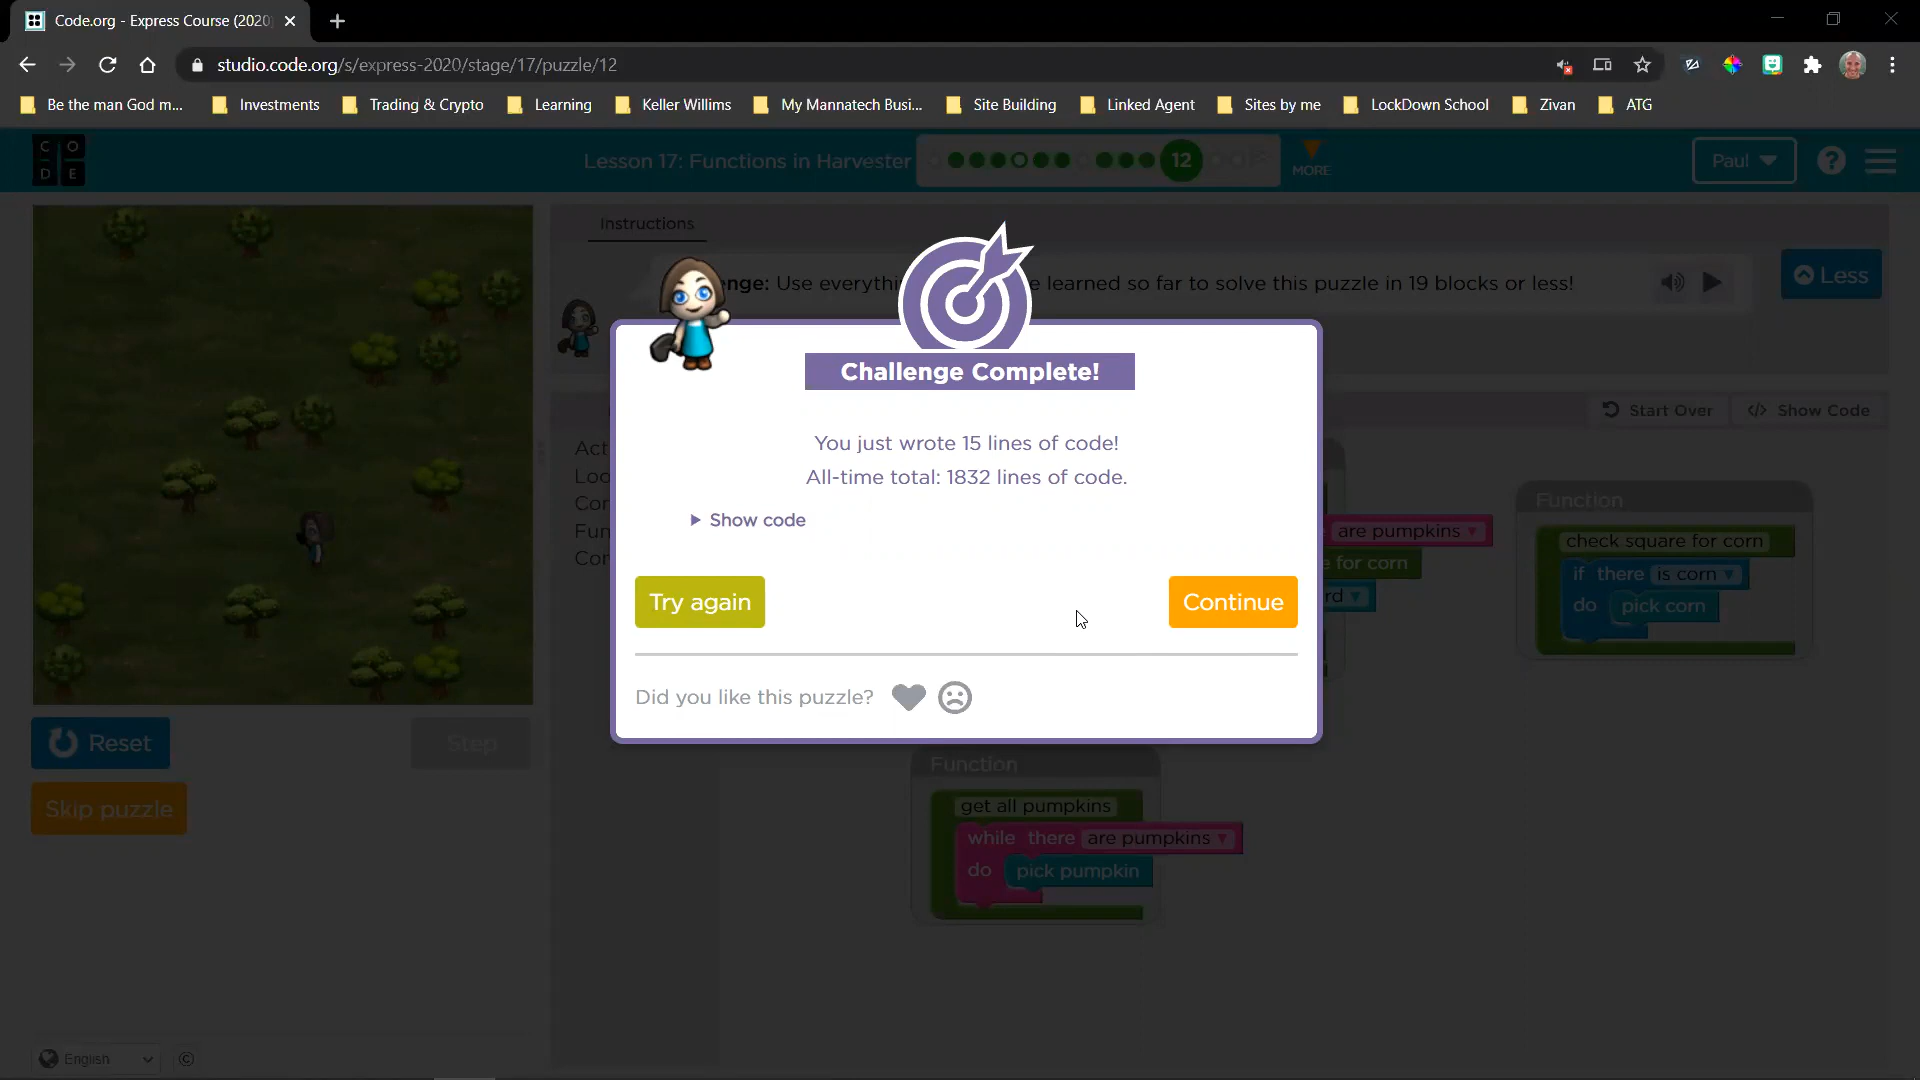 Code.org - Express Course (2020)
studio.code.org/s/express-2020/stage/17/puzzle/12
Be the man God m...
Investments
Trading & Crypto
Learning
Keller Willims
My Mannatech Busi...
Site Building
Linked Agent
Sites by me
LockDown School
Zivan
ATG
C O
D E
Lesson 17: Functions in Harvester
12
MORE
Paul
?
Instructions
nge: Use everythi e learned so far to solve this puzzle in 19 blocks or less!
Less
Challenge Complete!
You just wrote 15 lines of code!
All-time total: 1832 lines of code.
Show code
Try again
Continue
Did you like this puzzle?
Start Over
</> Show Code
Act
Loo
Cor
Fun
Cor
are pumpkins
e for corn
rd
Function
check square for corn
if there is corn
do pick corn
Reset
Step
Skip puzzle
Function
get all pumpkins
while there are pumpkins
do pick pumpkin
English
©